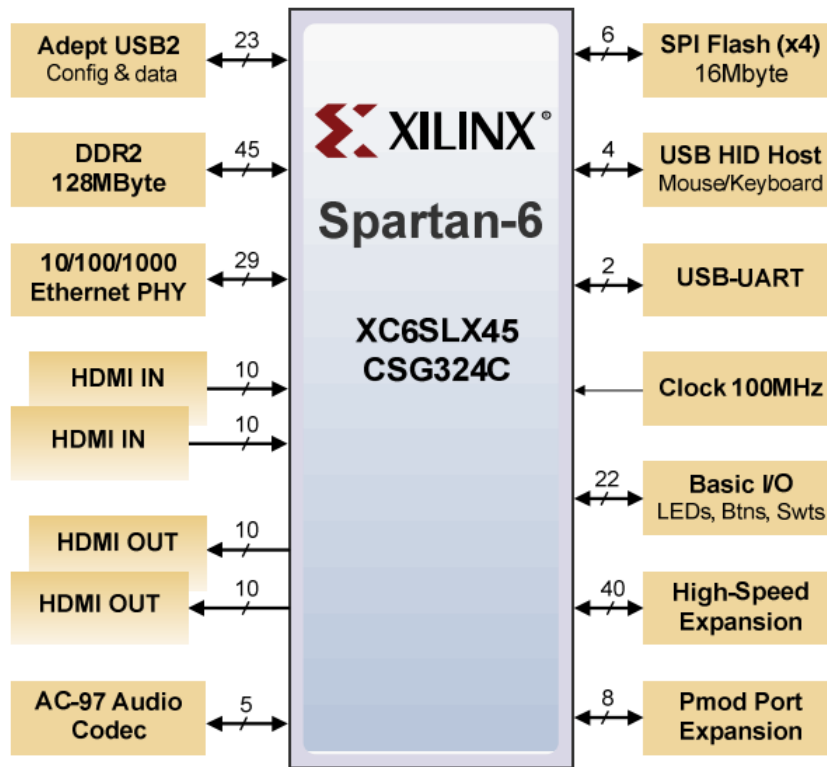 Adept USB2
Config & data
23
DDR2
128MByte
45
10/100/1000
Ethernet PHY
29
HDMI IN
10
HDMI IN
10
HDMI OUT
10
HDMI OUT
10
AC-97 Audio
Codec
5
XILINX®
Spartan-6
XC6SLX45
CSG324C
6
SPI Flash (x4)
16Mbyte
4
USB HID Host
Mouse/Keyboard
2
USB-UART
Clock 100MHz
22
Basic I/O
LEDs, Btns, Swts
40
High-Speed
Expansion
8
Pmod Port
Expansion